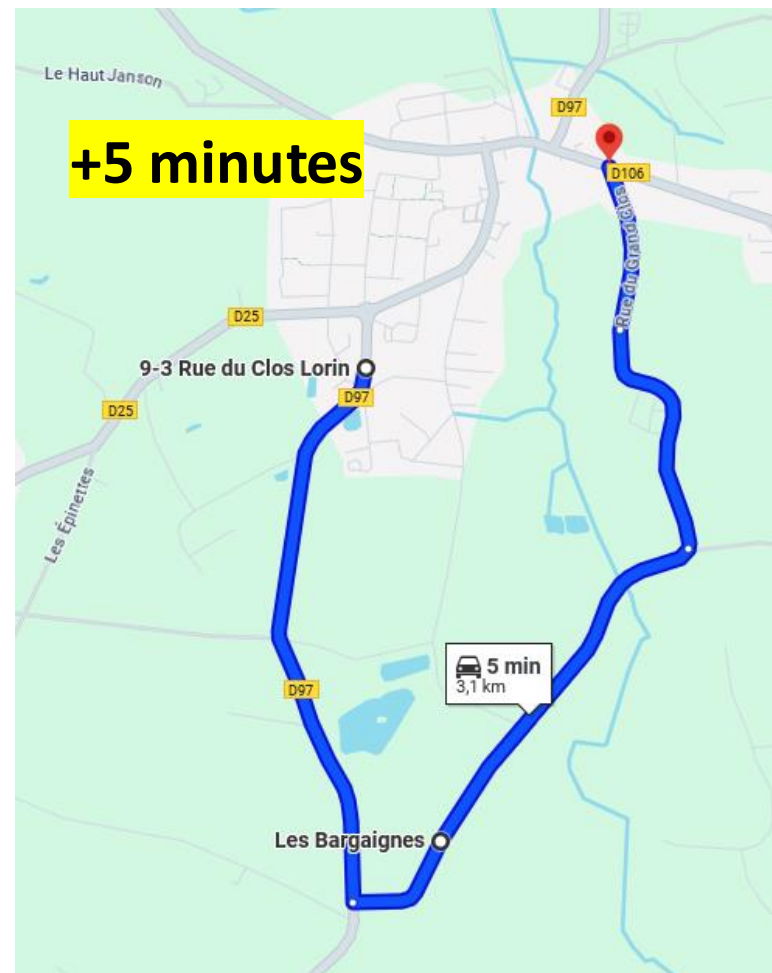 Le Haut Janson
D97
+5 minutes
D106
Rue du Grand Clos
D25
9-3 Rue du Clos Lorin
D97
D25
Les Épinettes
5 min
3,1 km
D97
Les Bargaignes